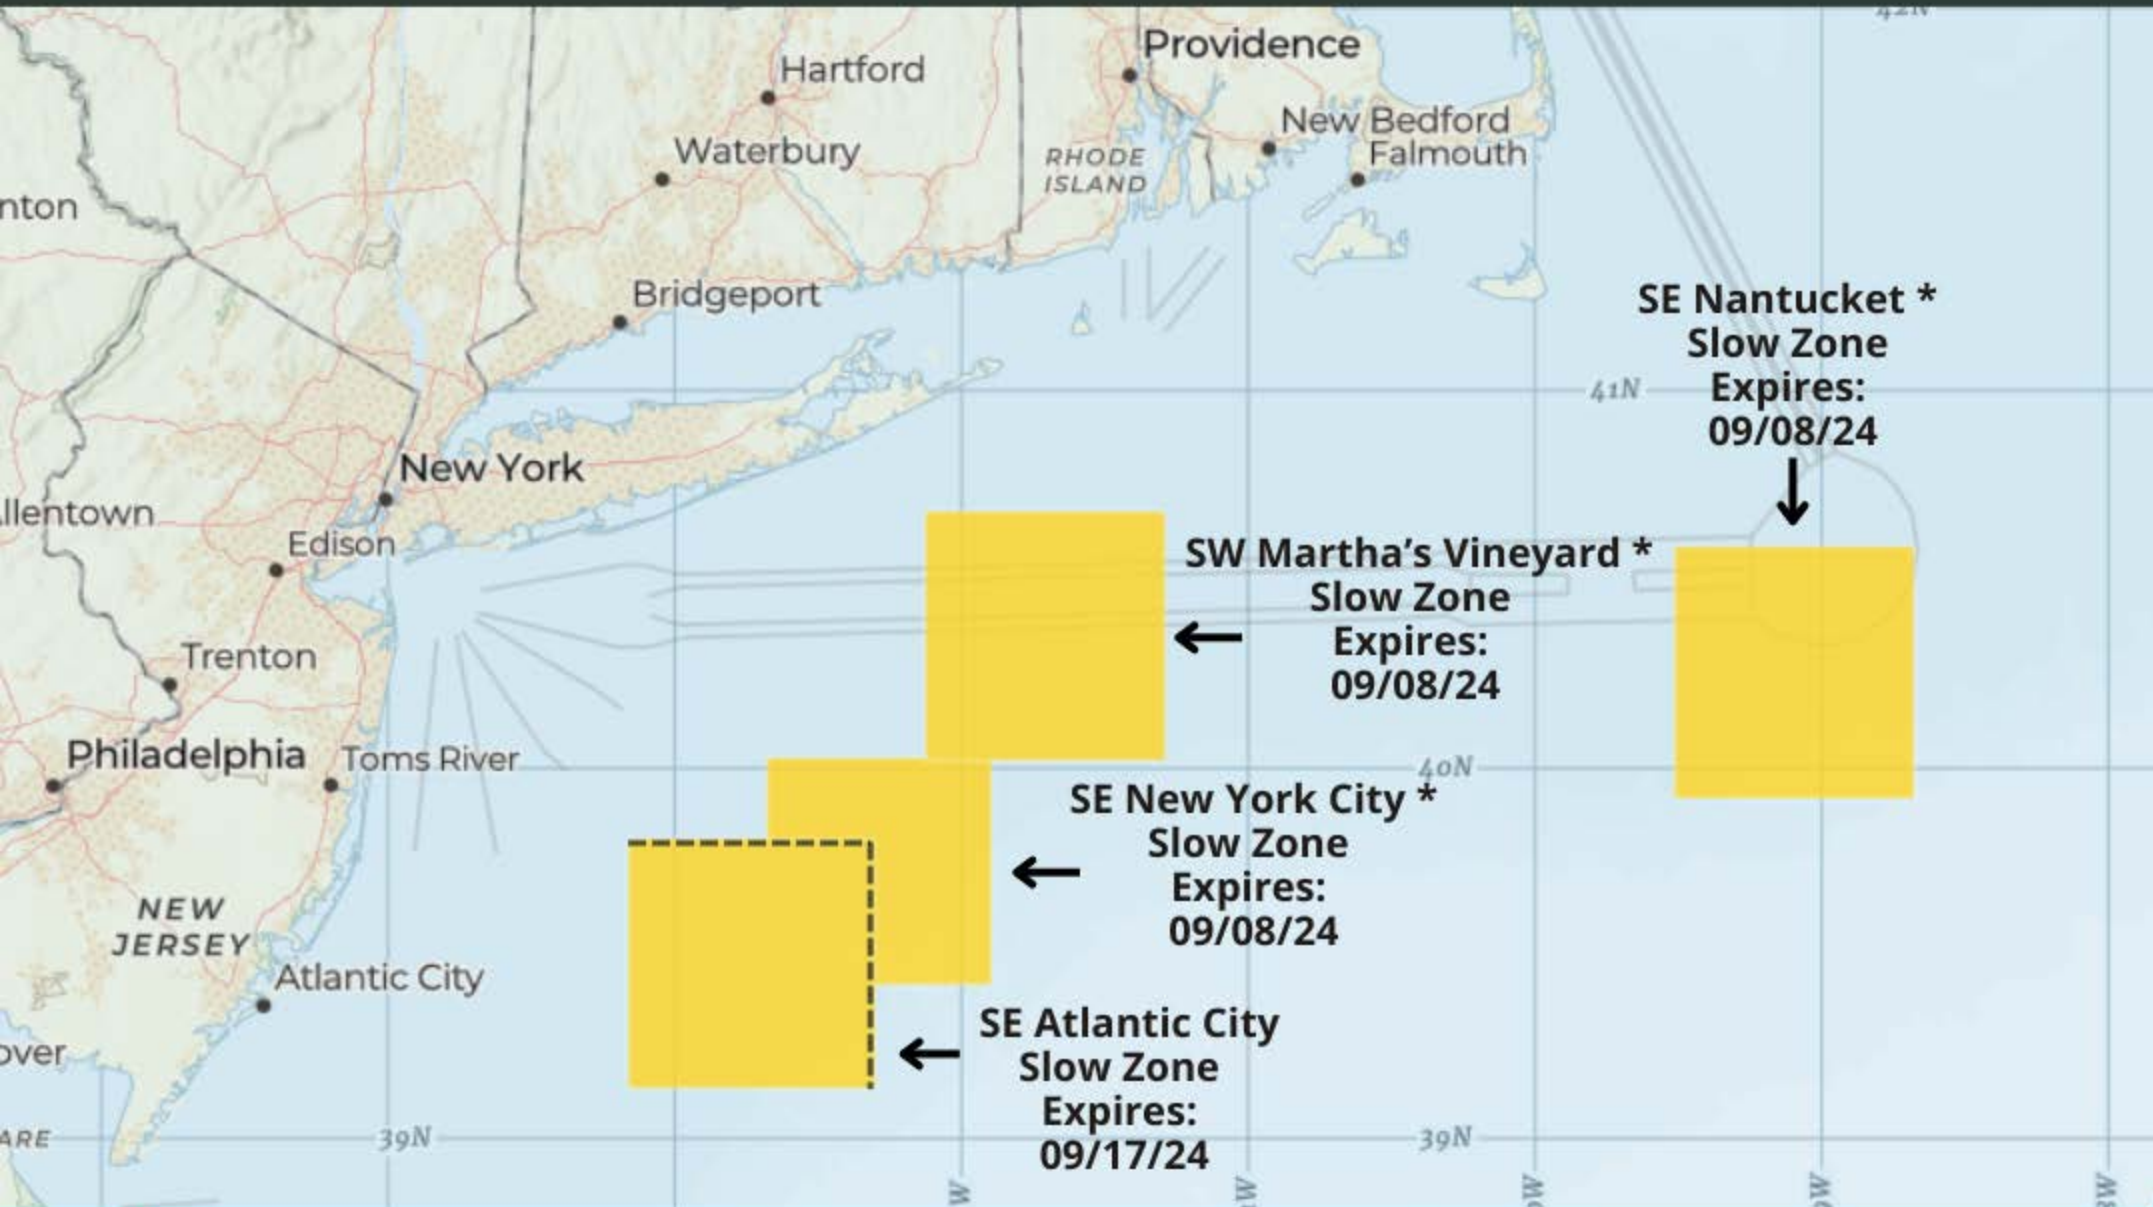 42N
Providence
Hartford
New Bedford
Waterbury
Falmouth
RHODE
ISLAND
nton
Bridgeport
SE Nantucket *
Slow Zone
Expires:
09/08/24
41N
New York
llentown
Edison
SW Martha’s Vineyard *
Slow Zone
Expires:
09/08/24
Trenton
Philadelphia
Toms River
40N
SE New York City *
Slow Zone
Expires:
09/08/24
NEW
JERSEY
Atlantic City
SE Atlantic City
Slow Zone
Expires:
09/17/24
over
ARE
39N
39N
W
W
W
W
W